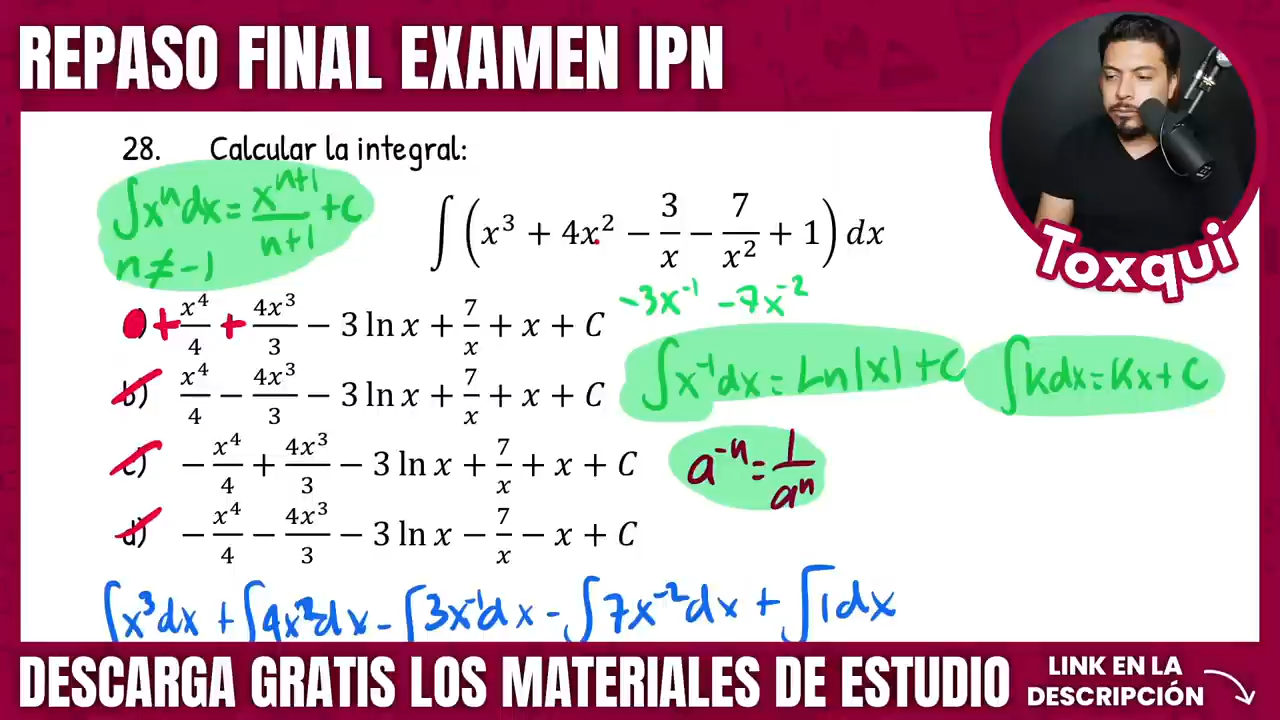 REPASO FINAL EXAMEN IPN
28. Calcular la integral:
∫xⁿdx = xⁿ⁺¹/n+1 + C
n ≠ -1
∫ (x³ + 4x² − 3/x − 7/x² + 1) dx
-3x⁻¹ -7x⁻²
Toxqui
) + x⁴/4 + 4x³/3 − 3 ln x + 7/x + x + C
b) x⁴/4 − 4x³/3 − 3 ln x + 7/x + x + C
c) − x⁴/4 + 4x³/3 − 3 ln x + 7/x + x + C
d) − x⁴/4 − 4x³/3 − 3 ln x − 7/x − x + C
∫x⁻¹dx = Ln|x| + C
∫Kdx = Kx + C
a⁻ⁿ = 1/aⁿ
∫x³dx + ∫4x²dx − ∫3x⁻¹dx − ∫7x⁻²dx + ∫1dx
DESCARGA GRATIS LOS MATERIALES DE ESTUDIO
LINK EN LA
DESCRIPCIÓN